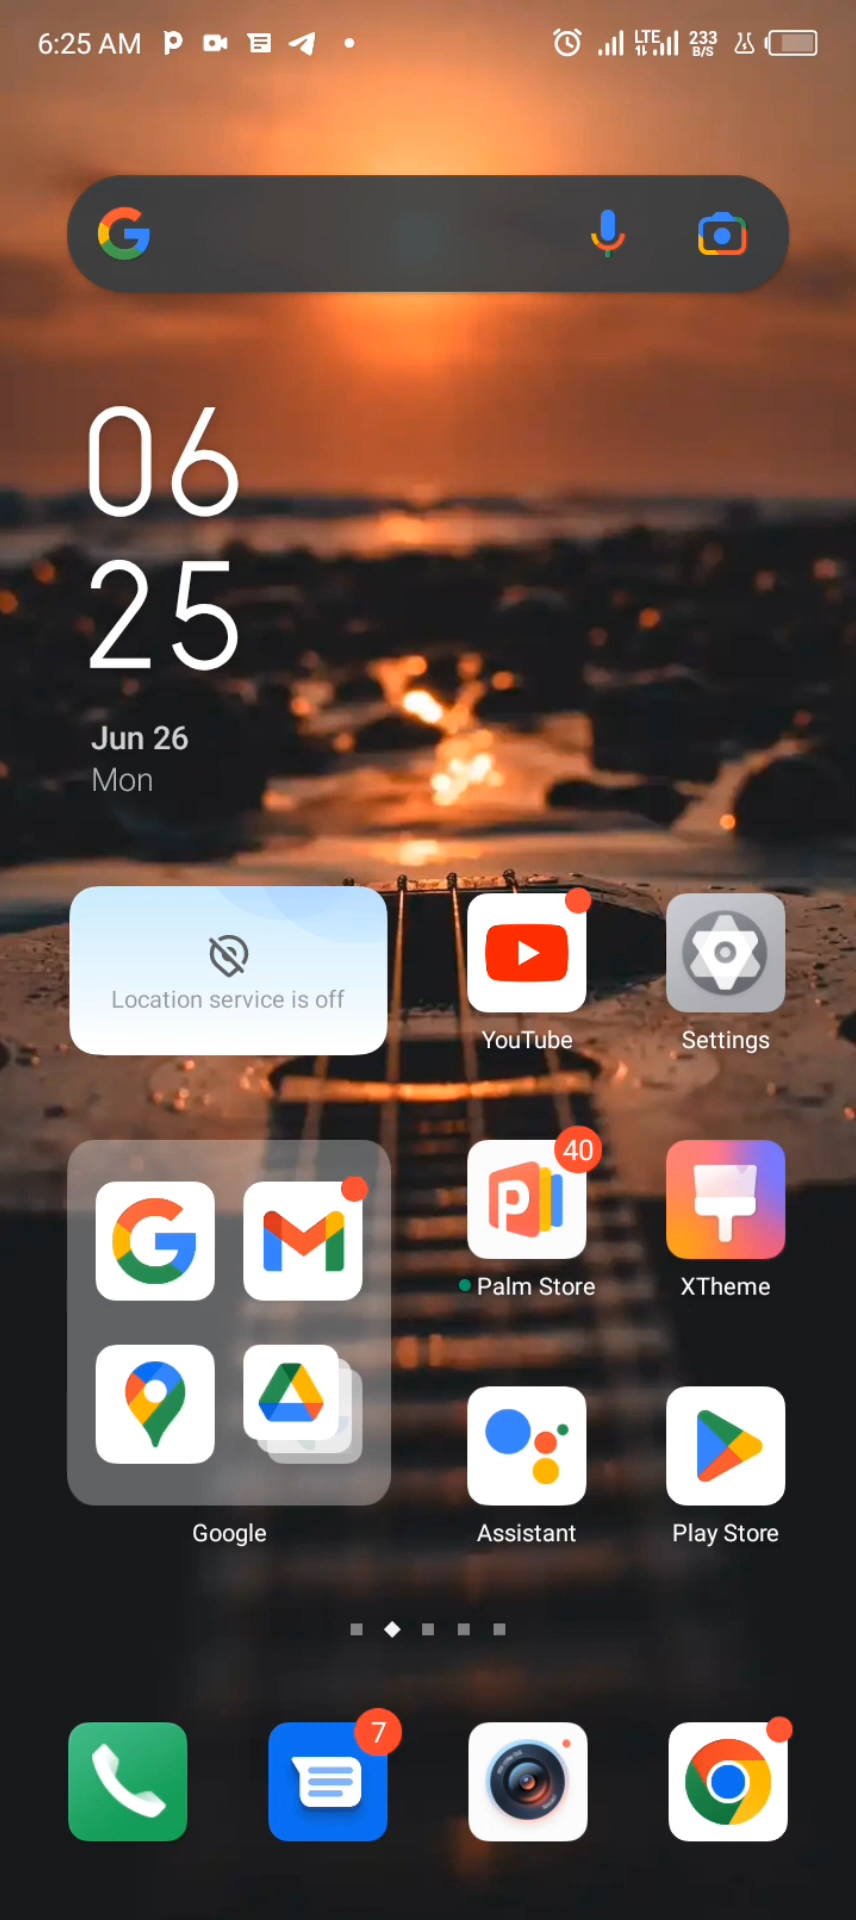 6:25 AM
LTE
233
B/S
06
25
Jun 26
Mon
Location service is off
YouTube
Settings
40
Palm Store
XTheme
Google
Assistant
Play Store
7